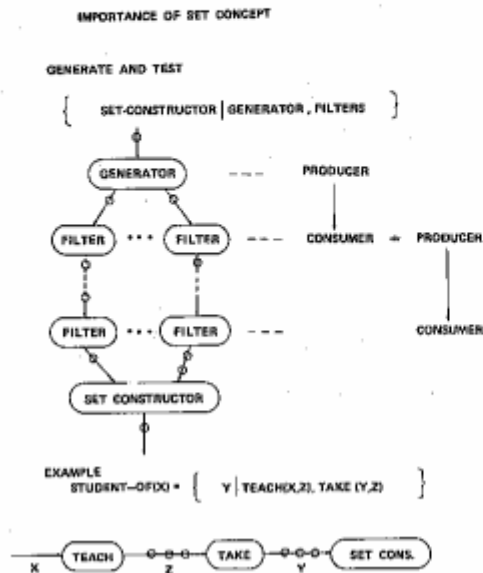 IMPORTANCE OF SET CONCEPT
GENERATE AND TEST
{ SET-CONSTRUCTOR | GENERATOR, FILTERS }
GENERATOR --- PRODUCER
FILTER ••• FILTER --- CONSUMER = PRODUCER
FILTER ••• FILTER --- CONSUMER
SET CONSTRUCTOR
EXAMPLE
STUDENT-OF(X) = { Y | TEACH(X,Z), TAKE (Y,Z) }
TEACH TAKE SET CONS.
X Z Y